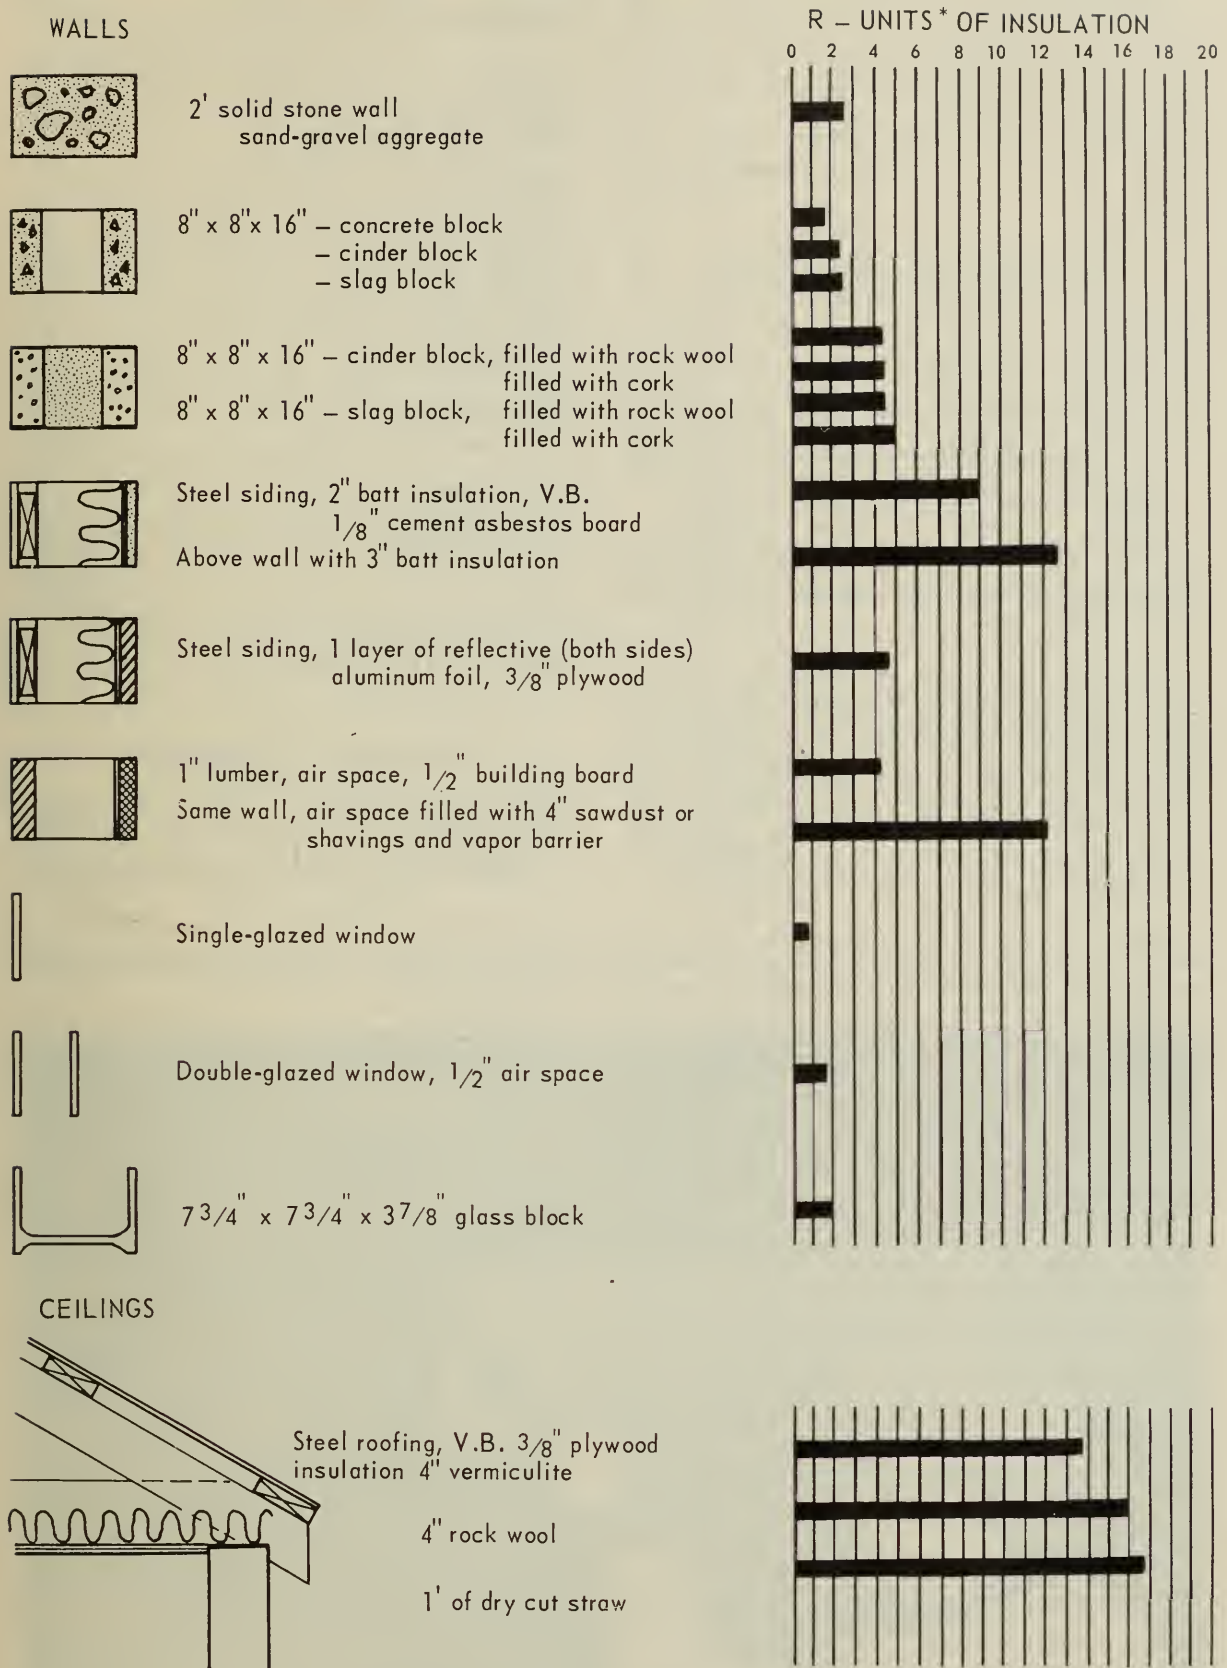 WALLS
R – UNITS* OF INSULATION
0 2 4 6 8 10 12 14 16 18 20
2' solid stone wall
sand-gravel aggregate
8" x 8" x 16" – concrete block
– cinder block
– slag block
8" x 8" x 16" – cinder block, filled with rock wool
filled with cork
8" x 8" x 16" – slag block, filled with rock wool
filled with cork
Steel siding, 2" batt insulation, V.B.
1/8" cement asbestos board
Above wall with 3" batt insulation
Steel siding, 1 layer of reflective (both sides)
aluminum foil, 3/8" plywood
1" lumber, air space, 1/2" building board
Same wall, air space filled with 4" sawdust or
shavings and vapor barrier
Single-glazed window
Double-glazed window, 1/2" air space
7 3/4" x 7 3/4" x 3 7/8" glass block
CEILINGS
Steel roofing, V.B. 3/8" plywood
insulation 4" vermiculite
4" rock wool
1' of dry cut straw